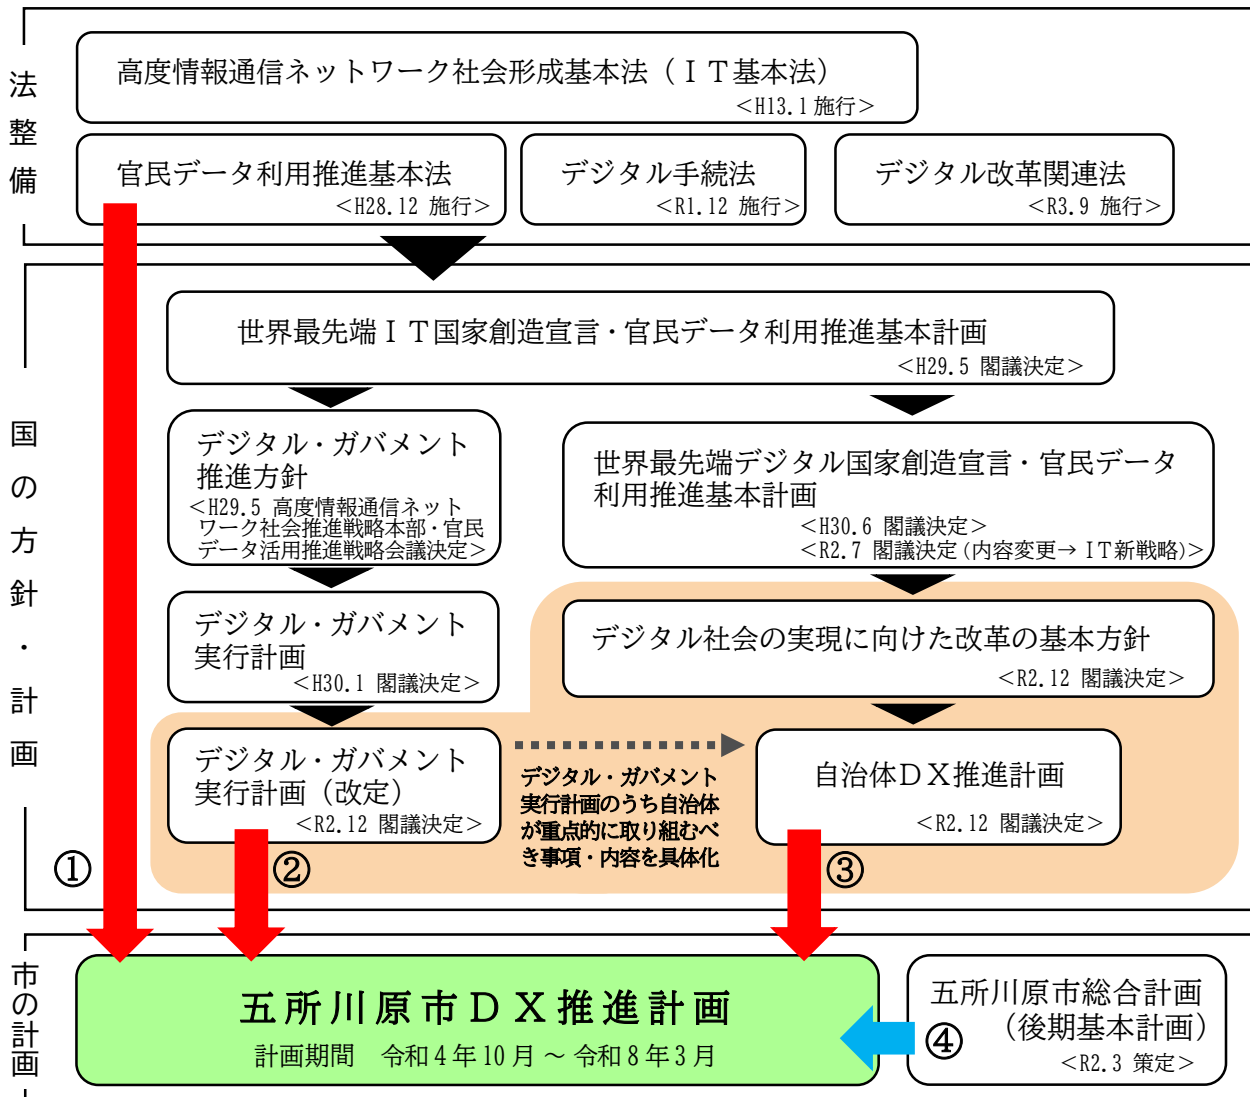 法整備
高度情報通信ネットワーク社会形成基本法（ＩＴ基本法）
<H13.1 施行>
官民データ利用推進基本法
<H28.12 施行>
デジタル手続法
<R1.12 施行>
デジタル改革関連法
<R3.9 施行>
国の方針・計画
世界最先端ＩＴ国家創造宣言・官民データ利用推進基本計画
<H29.5 閣議決定>
デジタル・ガバメント
推進方針
<H29.5 高度情報通信ネット
ワーク社会推進戦略本部・官民
データ活用推進戦略会議決定>
世界最先端デジタル国家創造宣言・官民データ
利用推進基本計画
<H30.6 閣議決定>
<R2.7 閣議決定（内容変更→ＩＴ新戦略）>
デジタル・ガバメント
実行計画
<H30.1 閣議決定>
デジタル社会の実現に向けた改革の基本方針
<R2.12 閣議決定>
デジタル・ガバメント
実行計画（改定）
<R2.12 閣議決定>
デジタル・ガバメント
実行計画のうち自治体
が重点的に取り組むべ
き事項・内容を具体化
自治体ＤＸ推進計画
<R2.12 閣議決定>
①
②
③
市の計画
五所川原市ＤＸ推進計画
計画期間　令和４年10月～令和８年３月
④
五所川原市総合計画
（後期基本計画）
<R2.3 策定>